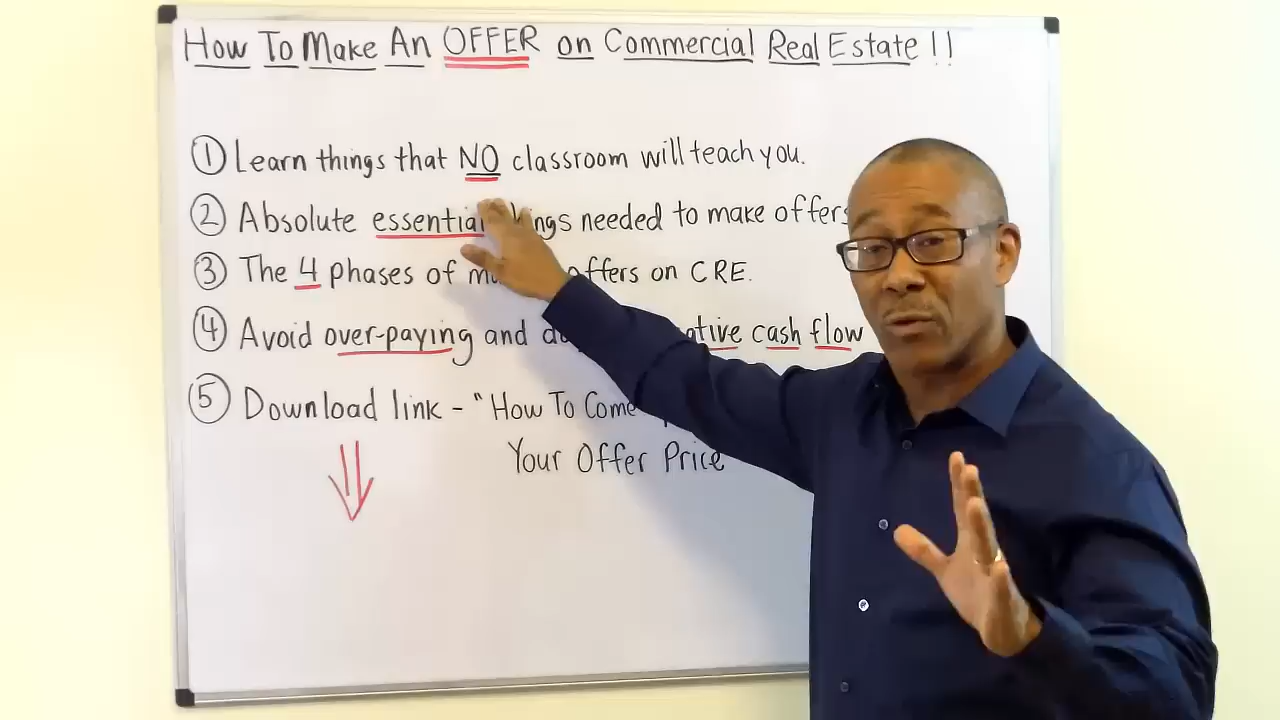 How To Make An OFFER on Commercial Real Estate !!
① Learn things that NO classroom will teach you.
② Absolute essential things needed to make offers
③ The 4 phases of offers on CRE.
④ Avoid over-paying and cash flow
⑤ Download link - "How To Come
Your Offer Price